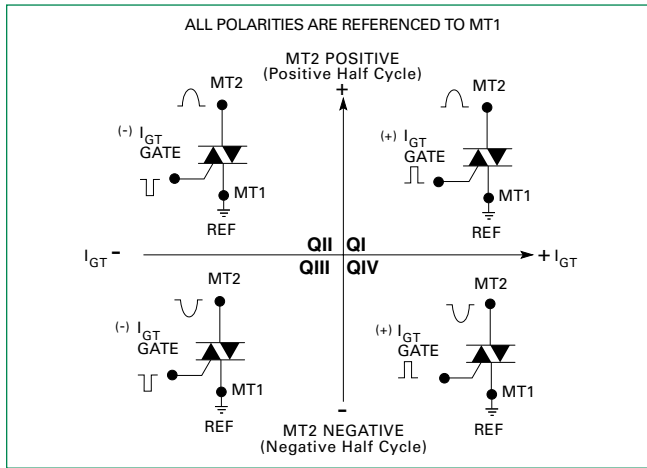 ALL POLARITIES ARE REFERENCED TO MT1
MT2 POSITIVE
(Positive Half Cycle)
+
MT2
(-) IGT
GATE
MT1
REF
MT2
(+) IGT
GATE
MT1
REF
QII QI
IGT -
+ IGT
QIII QIV
MT2
(-) IGT
GATE
MT1
REF
MT2
(+) IGT
GATE
MT1
REF
-
MT2 NEGATIVE
(Negative Half Cycle)